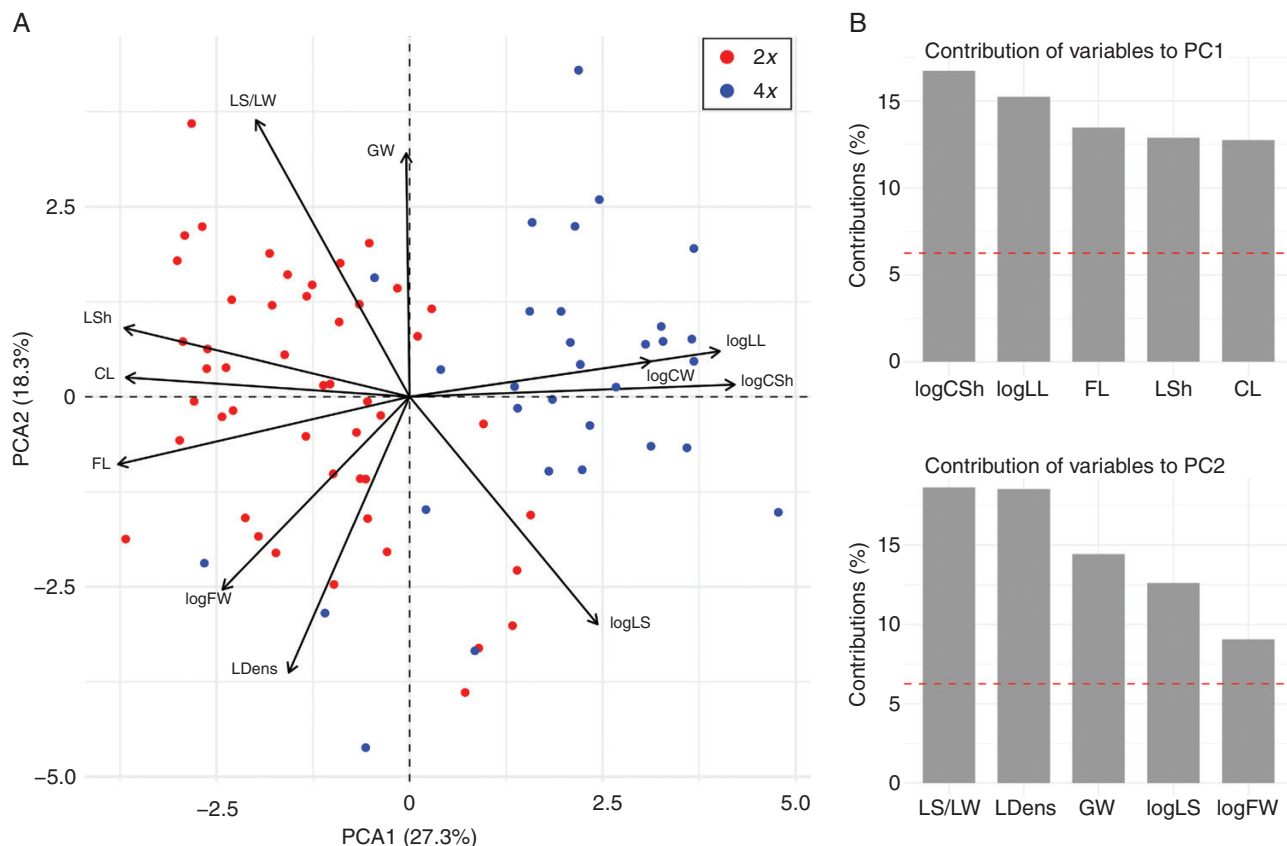 A
2x
4x
LS/LW
GW
LSh
CL
FL
logFW
LDens
logLS
logLL
logCW
logCSh
2.5
0
−2.5
−5.0
PCA2 (18.3%)
−2.5
0
2.5
5.0
PCA1 (27.3%)
B
Contribution of variables to PC1
Contributions (%)
15
10
5
0
logCSh logLL FL LSh CL
Contribution of variables to PC2
Contributions (%)
15
10
5
0
LS/LW LDens GW logLS logFW